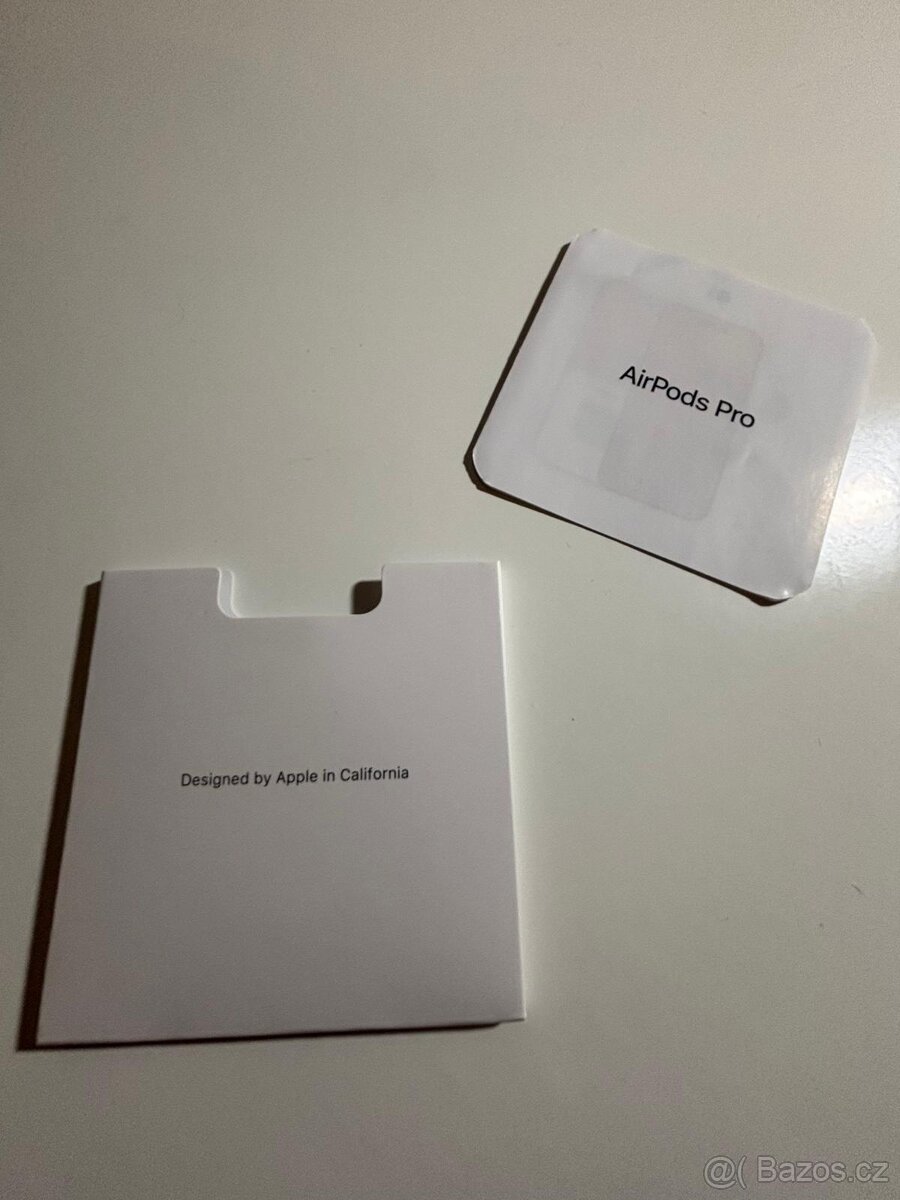 AirPods Pro
Designed by Apple in California
@( Bazos.cz